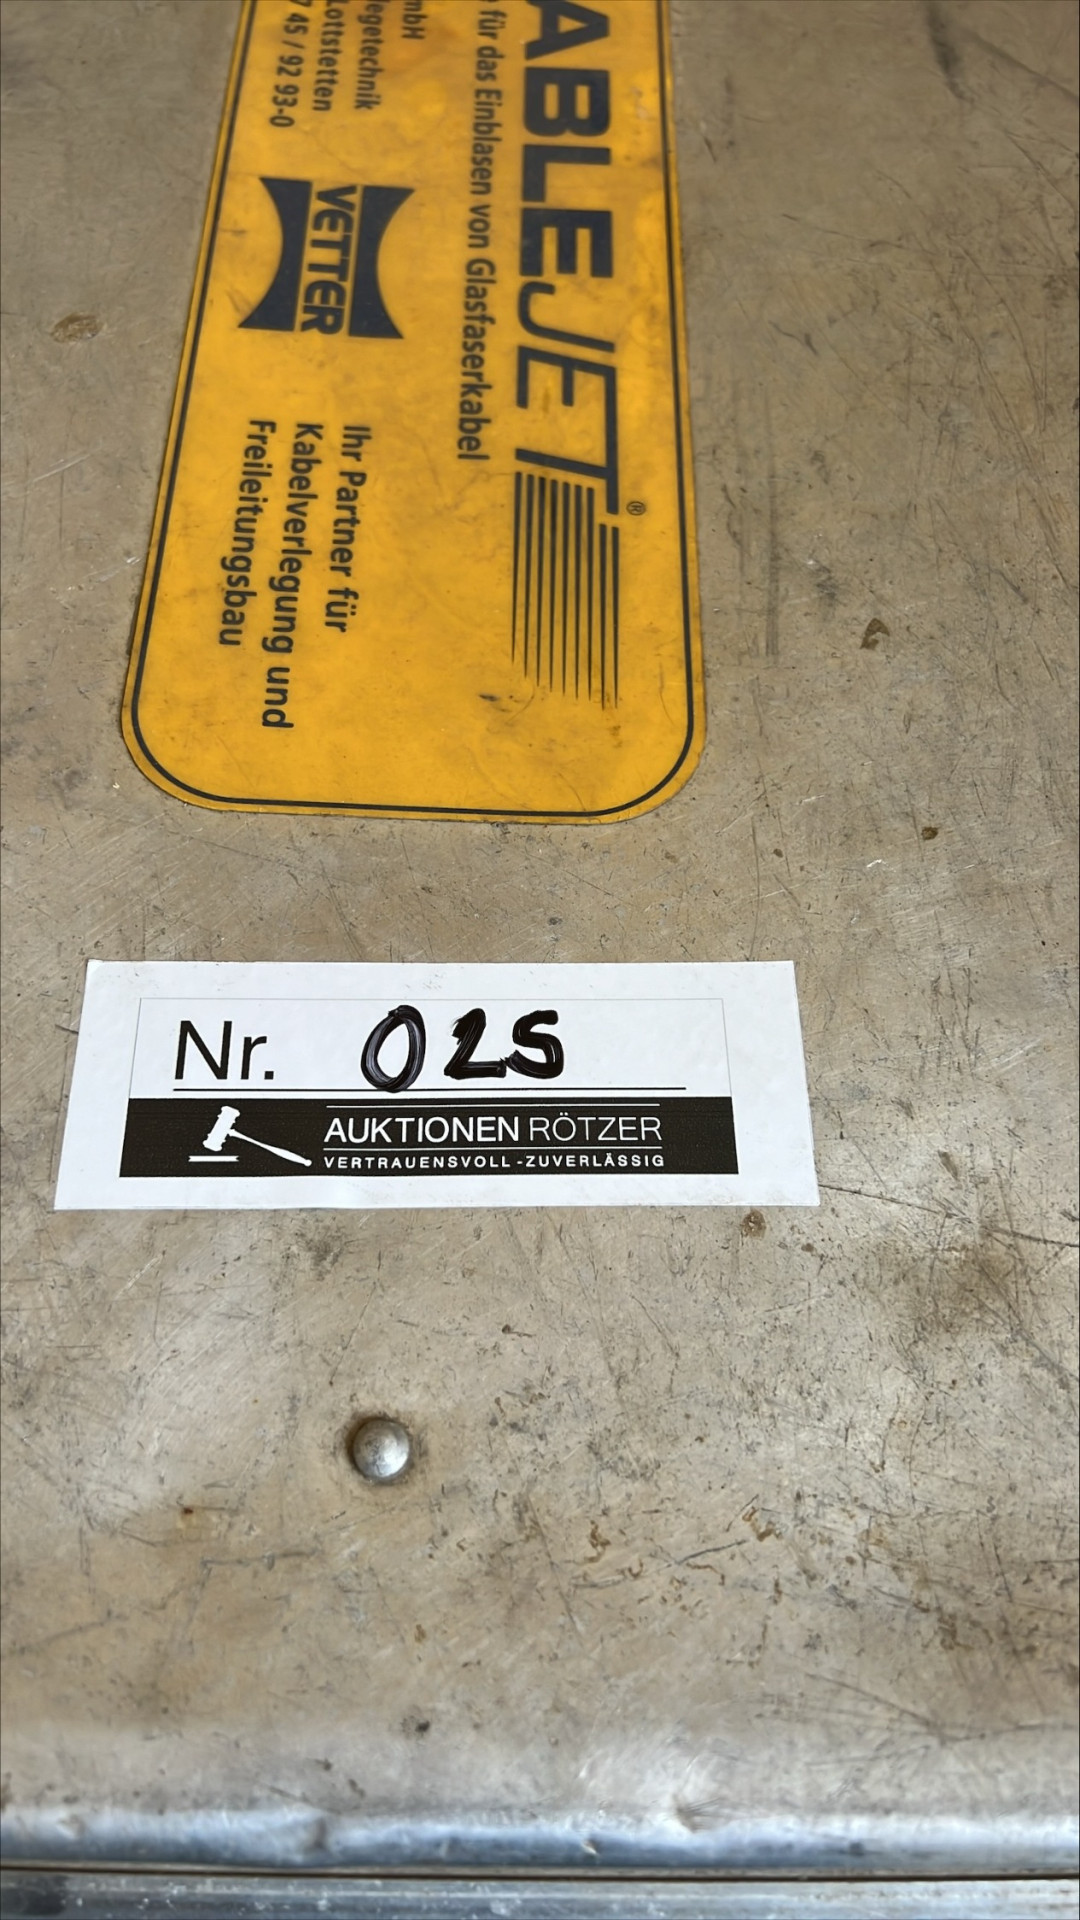 ABLEJET®
für das Einblasen von Glasfaserkabel
mbH
legetechnik
Lottstetten
7 45 / 92 93-0
VETTER
Ihr Partner für
Kabelverlegung und
Freileitungsbau
Nr. 025
AUKTIONEN RÖTZER
VERTRAUENSVOLL - ZUVERLÄSSIG